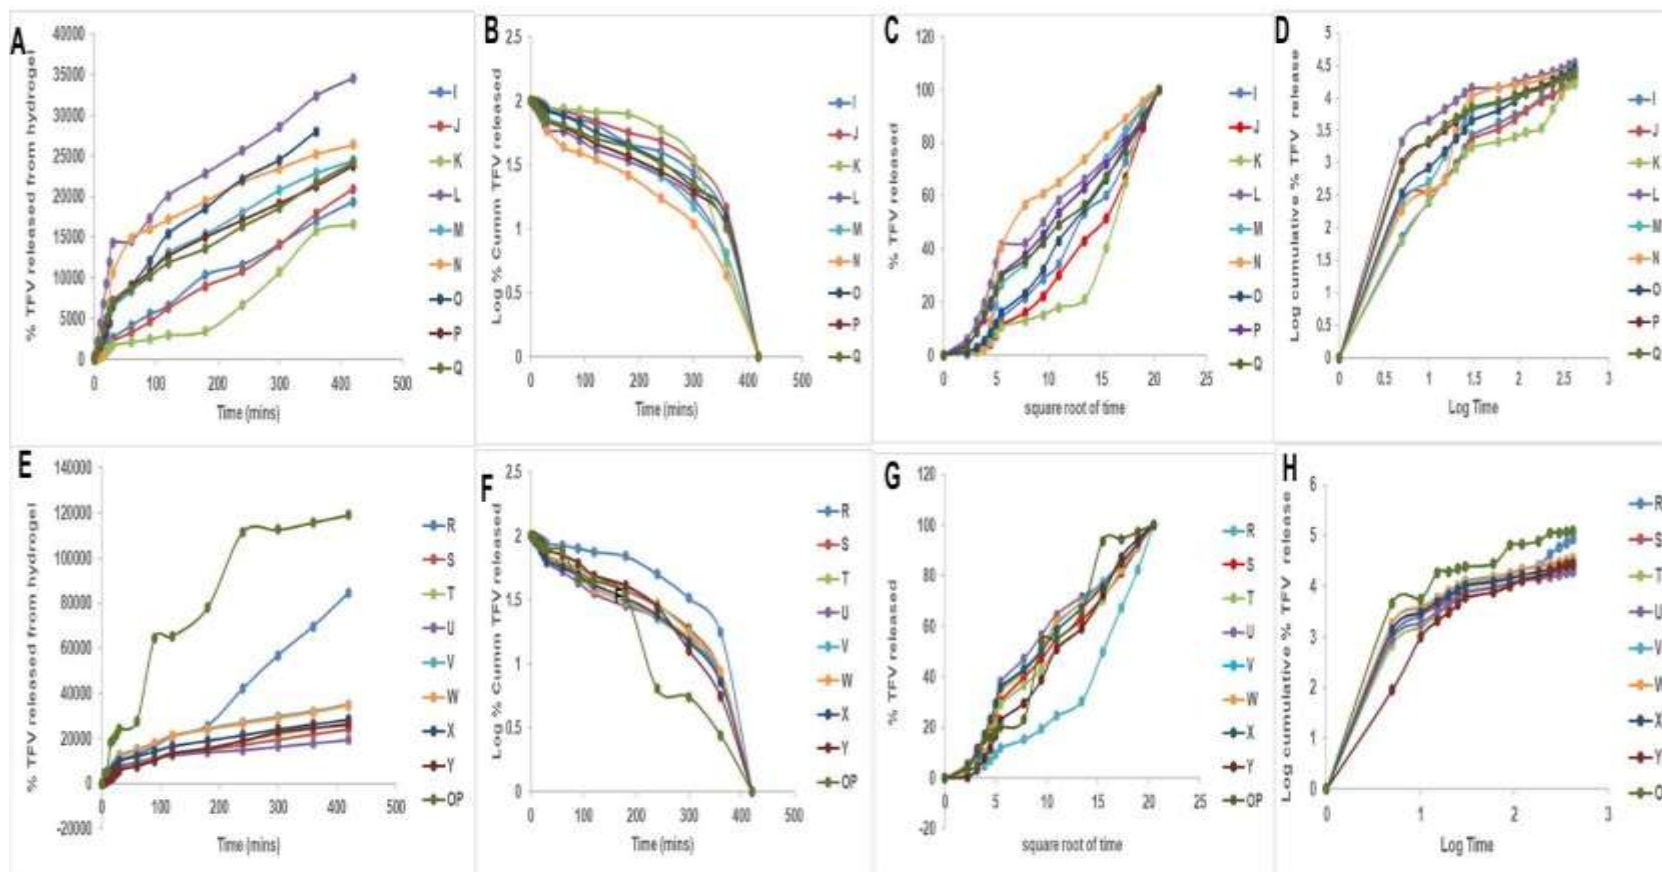 A
% TFV released from hydrogel
40000
35000
30000
25000
20000
15000
10000
5000
0
0
100
200
300
400
500
Time (mins)
I
J
K
L
M
N
O
P
Q
B
Log % Cumm TFV released
2.5
2
1.5
1
0.5
0
0
100
200
300
400
500
Time (mins)
I
J
K
L
M
N
O
P
Q
C
% TFV released
120
100
80
60
40
20
0
0
5
10
15
20
25
square root of time
I
J
K
L
M
N
O
P
Q
D
Log cumulative % TFV release
5
4.5
4
3.5
3
2.5
2
1.5
1
0.5
0
0
0.5
1
1.5
2
2.5
3
Log Time
I
J
K
L
M
N
O
P
Q
E
% TFV released from hydrogel
140000
120000
100000
80000
60000
40000
20000
0
-20000
0
100
200
300
400
500
Time (mins)
R
S
T
U
V
W
X
Y
OP
F
Log % Cumm TFV released
2.5
2
1.5
1
0.5
0
0
100
200
300
400
500
Time (mins)
F
R
S
T
U
V
W
X
Y
OP
G
% TFV released
120
100
80
60
40
20
0
-20
0
5
10
15
20
25
square root of time
R
S
T
U
V
W
X
Y
OP
H
Log cumulative % TFV release
6
5
4
3
2
1
0
0
1
2
3
Log Time
R
S
T
U
V
W
X
Y
O